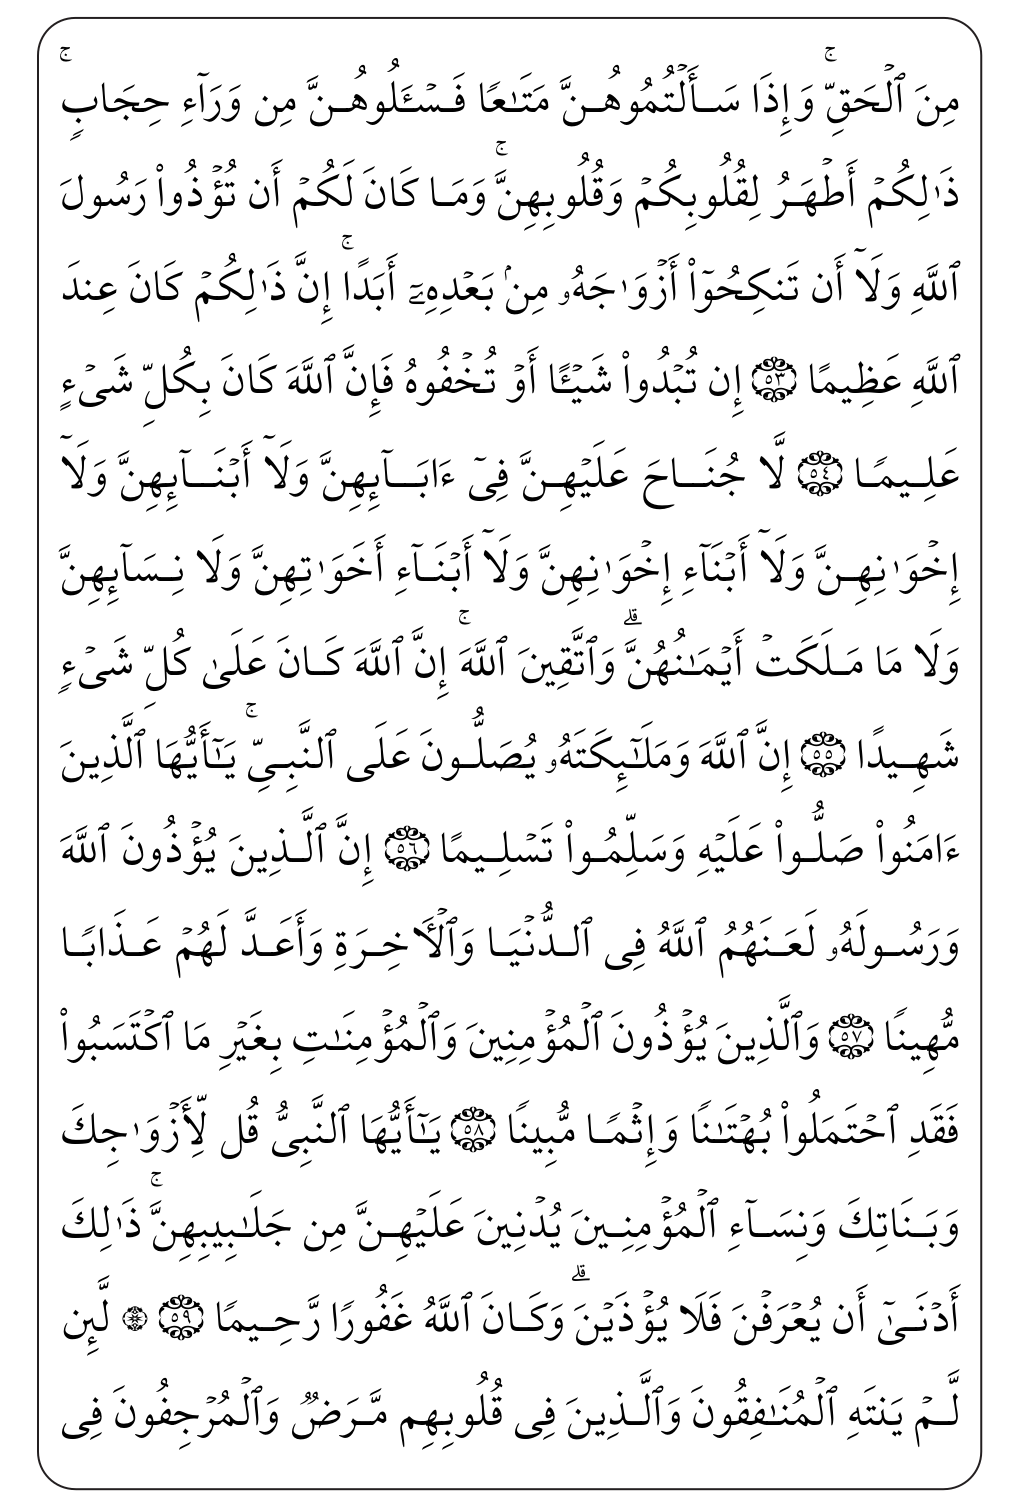 مِنَ ٱلْحَقِّ ۚ وَإِذَا سَأَلْتُمُوهُنَّ مَتَـٰعًا فَسْـَٔلُوهُنَّ مِن وَرَآءِ حِجَابٍ ۚ
ذَٰلِكُمْ أَطْهَرُ لِقُلُوبِكُمْ وَقُلُوبِهِنَّ ۚ وَمَا كَانَ لَكُمْ أَن تُؤْذُوا۟ رَسُولَ
ٱللَّهِ وَلَآ أَن تَنكِحُوٓا۟ أَزْوَٰجَهُۥ مِنۢ بَعْدِهِۦٓ أَبَدًا ۚ إِنَّ ذَٰلِكُمْ كَانَ عِندَ
ٱللَّهِ عَظِيمًا ﴿٥٣﴾ إِن تُبْدُوا۟ شَيْـًٔا أَوْ تُخْفُوهُ فَإِنَّ ٱللَّهَ كَانَ بِكُلِّ شَىْءٍ
عَلِيمًا ﴿٥٤﴾ لَّا جُنَاحَ عَلَيْهِنَّ فِىٓ ءَابَآئِهِنَّ وَلَآ أَبْنَآئِهِنَّ وَلَآ
إِخْوَٰنِهِنَّ وَلَآ أَبْنَآءِ إِخْوَٰنِهِنَّ وَلَآ أَبْنَآءِ أَخَوَٰتِهِنَّ وَلَا نِسَآئِهِنَّ
وَلَا مَا مَلَكَتْ أَيْمَـٰنُهُنَّ ۗ وَٱتَّقِينَ ٱللَّهَ ۚ إِنَّ ٱللَّهَ كَانَ عَلَىٰ كُلِّ شَىْءٍ
شَهِيدًا ﴿٥٥﴾ إِنَّ ٱللَّهَ وَمَلَـٰٓئِكَتَهُۥ يُصَلُّونَ عَلَى ٱلنَّبِىِّ ۚ يَـٰٓأَيُّهَا ٱلَّذِينَ
ءَامَنُوا۟ صَلُّوا۟ عَلَيْهِ وَسَلِّمُوا۟ تَسْلِيمًا ﴿٥٦﴾ إِنَّ ٱلَّذِينَ يُؤْذُونَ ٱللَّهَ
وَرَسُولَهُۥ لَعَنَهُمُ ٱللَّهُ فِى ٱلدُّنْيَا وَٱلْـَٔاخِرَةِ وَأَعَدَّ لَهُمْ عَذَابًا
مُّهِينًا ﴿٥٧﴾ وَٱلَّذِينَ يُؤْذُونَ ٱلْمُؤْمِنِينَ وَٱلْمُؤْمِنَـٰتِ بِغَيْرِ مَا ٱكْتَسَبُوا۟
فَقَدِ ٱحْتَمَلُوا۟ بُهْتَـٰنًا وَإِثْمًا مُّبِينًا ﴿٥٨﴾ يَـٰٓأَيُّهَا ٱلنَّبِىُّ قُل لِّأَزْوَٰجِكَ
وَبَنَاتِكَ وَنِسَآءِ ٱلْمُؤْمِنِينَ يُدْنِينَ عَلَيْهِنَّ مِن جَلَـٰبِيبِهِنَّ ۚ ذَٰلِكَ
أَدْنَىٰٓ أَن يُعْرَفْنَ فَلَا يُؤْذَيْنَ ۗ وَكَانَ ٱللَّهُ غَفُورًا رَّحِيمًا ﴿٥٩﴾ ۞ لَّئِن
لَّمْ يَنتَهِ ٱلْمُنَـٰفِقُونَ وَٱلَّذِينَ فِى قُلُوبِهِم مَّرَضٌ وَٱلْمُرْجِفُونَ فِى